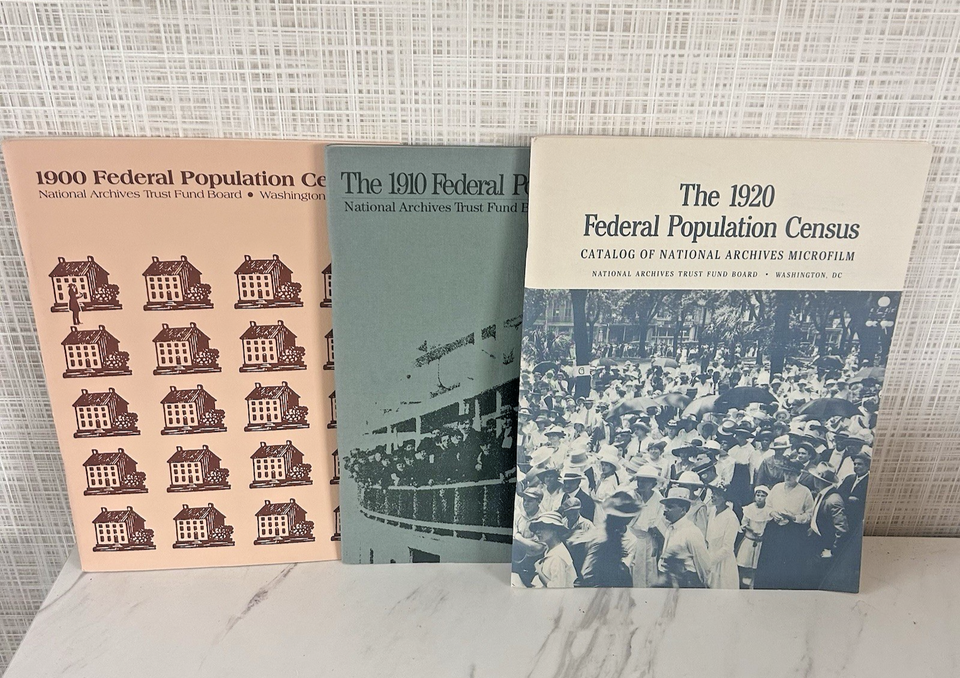 1900 Federal Population Ce
National Archives Trust Fund Board • Washington
The 1910 Federal P
National Archives Trust Fund B
The 1920
Federal Population Census
CATALOG OF NATIONAL ARCHIVES MICROFILM
NATIONAL ARCHIVES TRUST FUND BOARD • WASHINGTON, DC